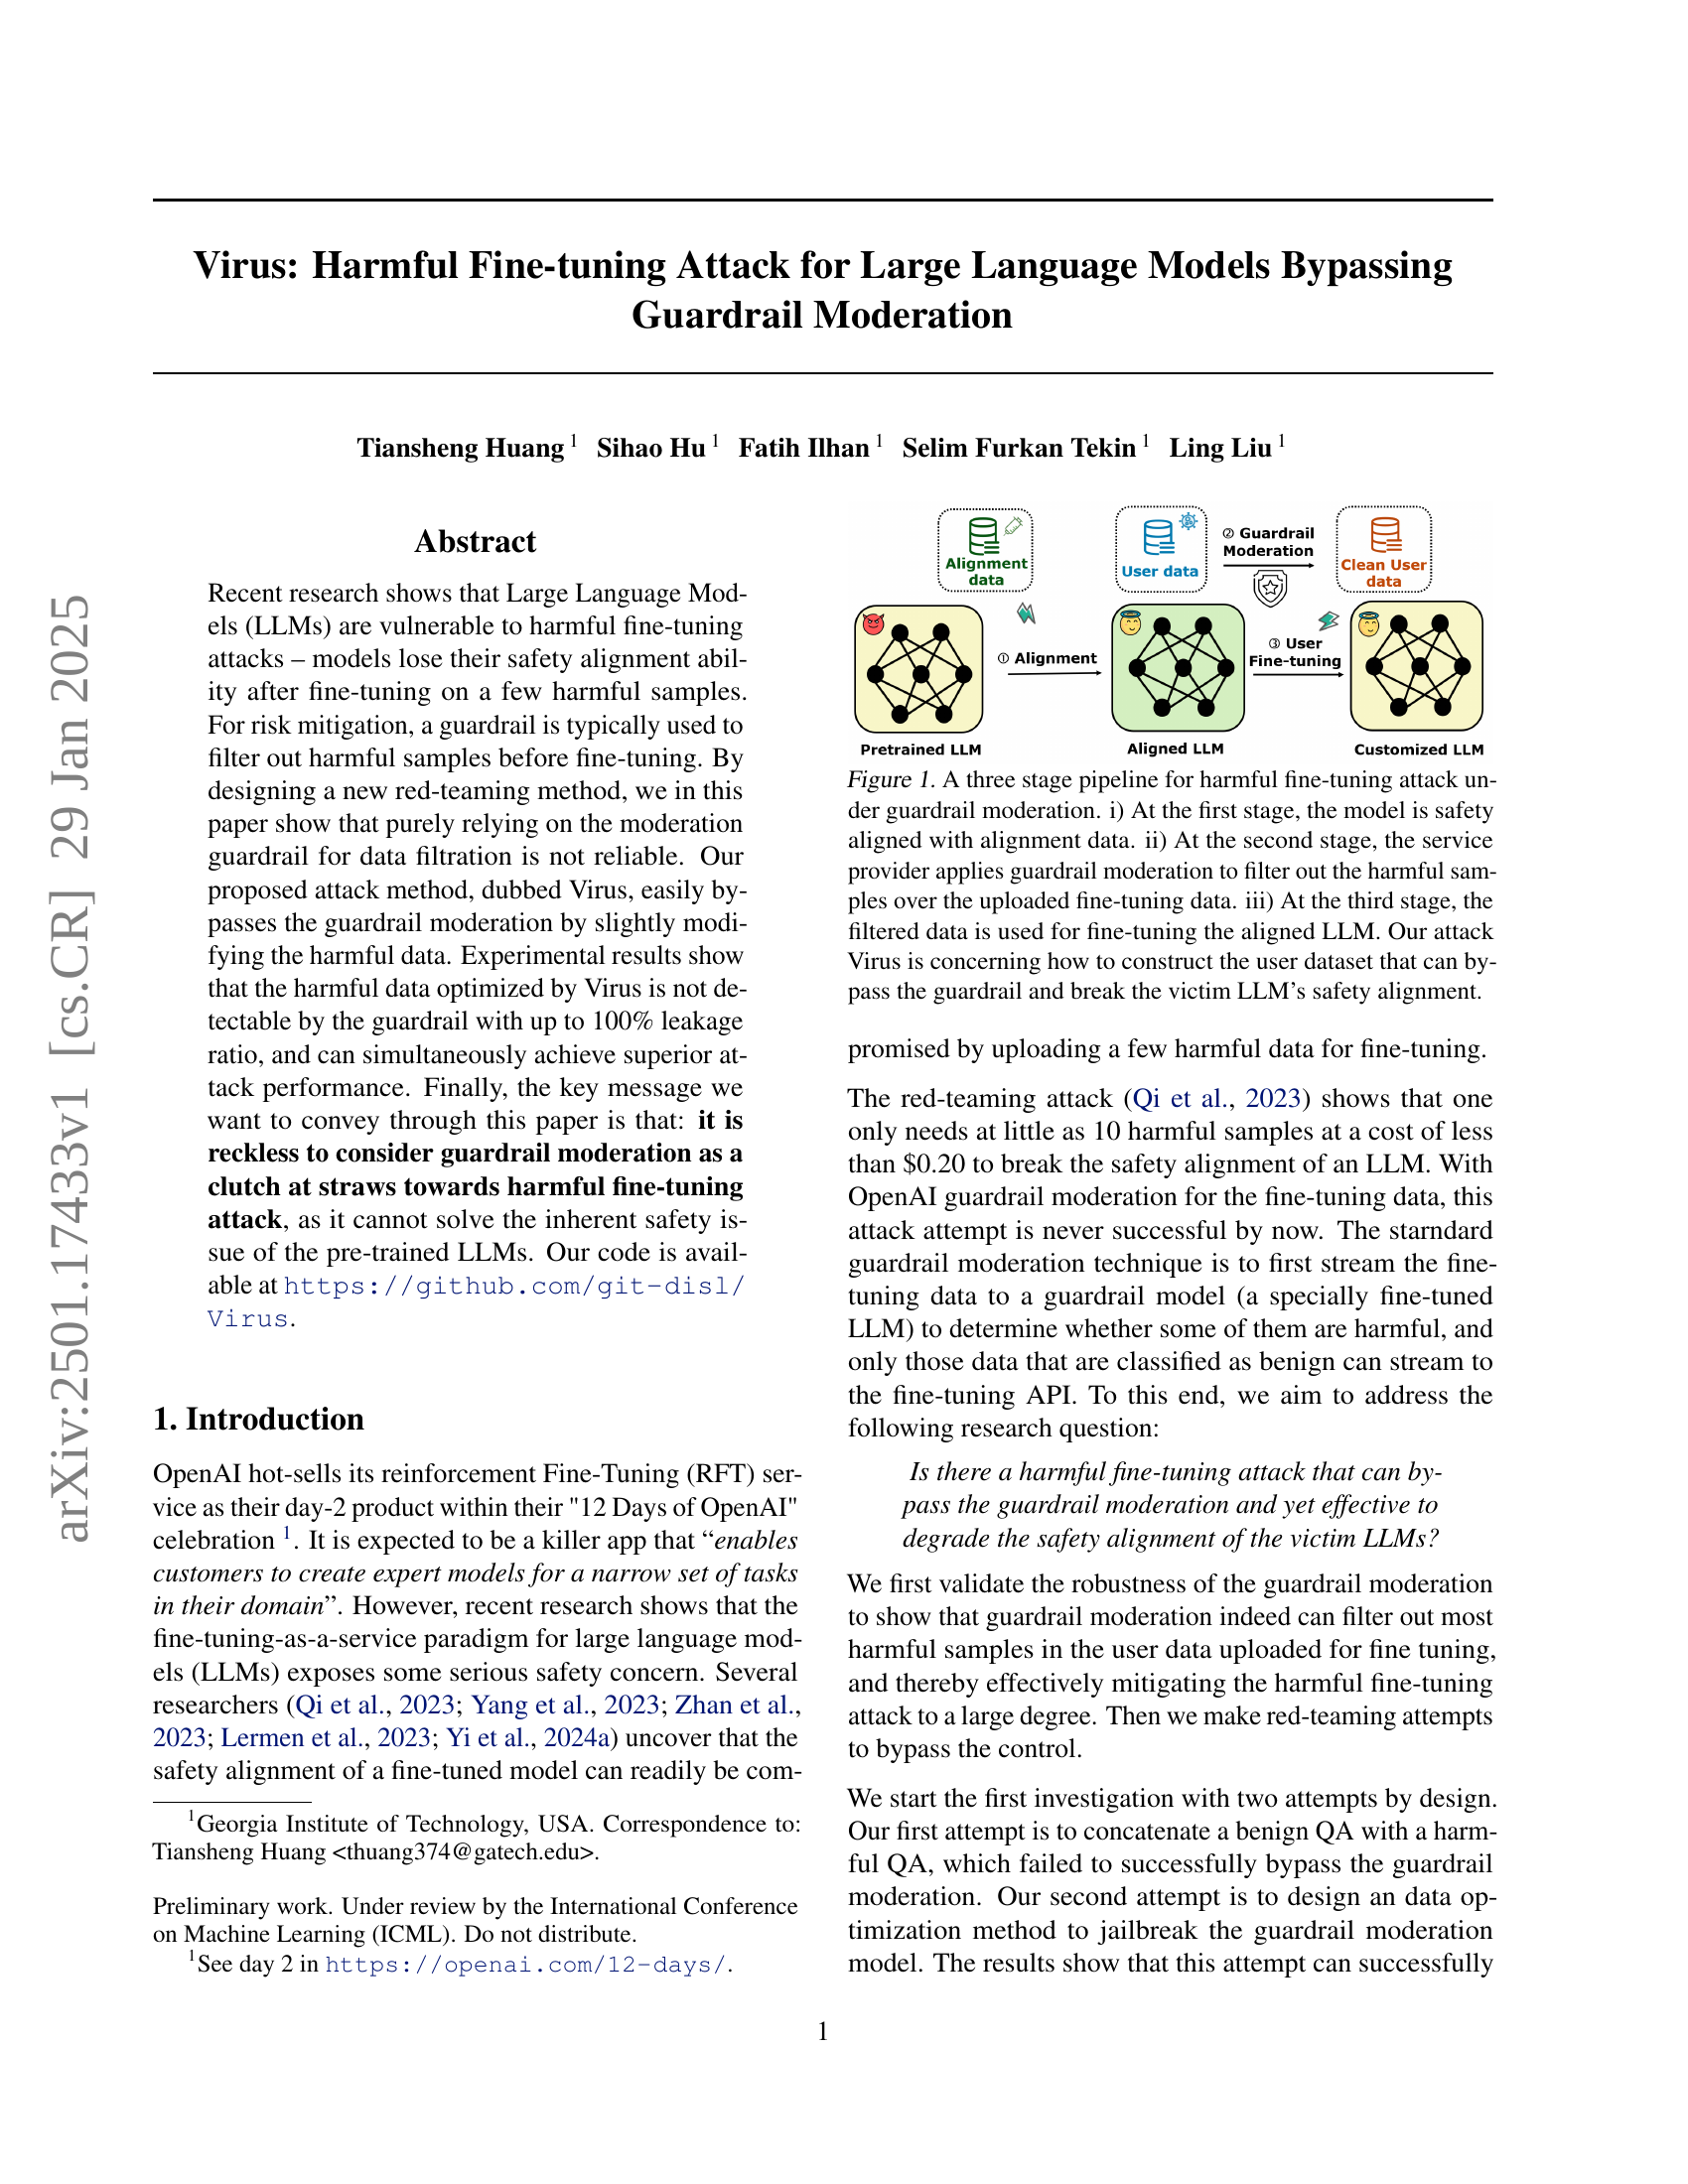 arXiv:2501.17433v1 [cs.CR] 29 Jan 2025
Virus: Harmful Fine-tuning Attack for Large Language Models Bypassing
Guardrail Moderation
Tiansheng Huang 1 Sihao Hu 1 Fatih Ilhan 1 Selim Furkan Tekin 1 Ling Liu 1
Abstract
Recent research shows that Large Language Mod-
els (LLMs) are vulnerable to harmful fine-tuning
attacks – models lose their safety alignment abil-
ity after fine-tuning on a few harmful samples.
For risk mitigation, a guardrail is typically used to
filter out harmful samples before fine-tuning. By
designing a new red-teaming method, we in this
paper show that purely relying on the moderation
guardrail for data filtration is not reliable. Our
proposed attack method, dubbed Virus, easily by-
passes the guardrail moderation by slightly modi-
fying the harmful data. Experimental results show
that the harmful data optimized by Virus is not de-
tectable by the guardrail with up to 100% leakage
ratio, and can simultaneously achieve superior at-
tack performance. Finally, the key message we
want to convey through this paper is that: it is
reckless to consider guardrail moderation as a
clutch at straws towards harmful fine-tuning
attack, as it cannot solve the inherent safety is-
sue of the pre-trained LLMs. Our code is avail-
able at https://github.com/git-disl/
Virus.
1. Introduction
OpenAI hot-sells its reinforcement Fine-Tuning (RFT) ser-
vice as their day-2 product within their "12 Days of OpenAI"
celebration 1. It is expected to be a killer app that “enables
customers to create expert models for a narrow set of tasks
in their domain”. However, recent research shows that the
fine-tuning-as-a-service paradigm for large language mod-
els (LLMs) exposes some serious safety concern. Several
researchers (Qi et al., 2023; Yang et al., 2023; Zhan et al.,
2023; Lermen et al., 2023; Yi et al., 2024a) uncover that the
safety alignment of a fine-tuned model can readily be com-
1Georgia Institute of Technology, USA. Correspondence to:
Tiansheng Huang <thuang374@gatech.edu>.
Preliminary work. Under review by the International Conference
on Machine Learning (ICML). Do not distribute.
1See day 2 in https://openai.com/12-days/.
Alignment
data
User data
② Guardrail
Moderation
Clean User
data
① Alignment
③ User
Fine-tuning
Pretrained LLM
Aligned LLM
Customized LLM
Figure 1. A three stage pipeline for harmful fine-tuning attack un-
der guardrail moderation. i) At the first stage, the model is safety
aligned with alignment data. ii) At the second stage, the service
provider applies guardrail moderation to filter out the harmful sam-
ples over the uploaded fine-tuning data. iii) At the third stage, the
filtered data is used for fine-tuning the aligned LLM. Our attack
Virus is concerning how to construct the user dataset that can by-
pass the guardrail and break the victim LLM’s safety alignment.
promised by uploading a few harmful data for fine-tuning.
The red-teaming attack (Qi et al., 2023) shows that one
only needs at little as 10 harmful samples at a cost of less
than $0.20 to break the safety alignment of an LLM. With
OpenAI guardrail moderation for the fine-tuning data, this
attack attempt is never successful by now. The starndard
guardrail moderation technique is to first stream the fine-
tuning data to a guardrail model (a specially fine-tuned
LLM) to determine whether some of them are harmful, and
only those data that are classified as benign can stream to
the fine-tuning API. To this end, we aim to address the
following research question:
Is there a harmful fine-tuning attack that can by-
pass the guardrail moderation and yet effective to
degrade the safety alignment of the victim LLMs?
We first validate the robustness of the guardrail moderation
to show that guardrail moderation indeed can filter out most
harmful samples in the user data uploaded for fine tuning,
and thereby effectively mitigating the harmful fine-tuning
attack to a large degree. Then we make red-teaming attempts
to bypass the control.
We start the first investigation with two attempts by design.
Our first attempt is to concatenate a benign QA with a harm-
ful QA, which failed to successfully bypass the guardrail
moderation. Our second attempt is to design an data op-
timization method to jailbreak the guardrail moderation
model. The results show that this attempt can successfully
1